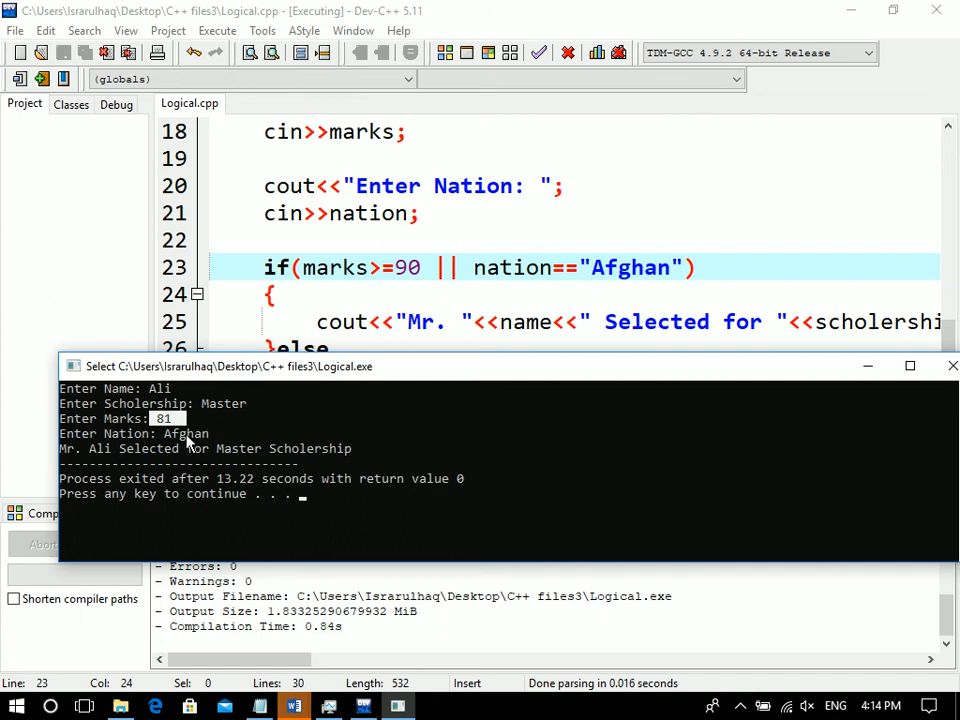 C:\Users\Israrulhaq\Desktop\C++ files3\Logical.cpp - [Executing] - Dev-C++ 5.11
File Edit Search View Project Execute Tools AStyle Window Help
TDM-GCC 4.9.2 64-bit Release
(globals)
Project Classes Debug Logical.cpp
18 cin>>marks;
19
20 cout<<"Enter Nation: ";
21 cin>>nation;
22
23 if(marks>=90 || nation=="Afghan")
24 {
25 cout<<"Mr. "<<name<<" Selected for "<<scholershi
26 }else
Select C:\Users\Israrulhaq\Desktop\C++ files3\Logical.exe
Enter Name: Ali
Enter Scholership: Master
Enter Marks: 81
Enter Nation: Afghan
Mr. Ali Selected for Master Scholership
--------------------------------
Process exited after 13.22 seconds with return value 0
Press any key to continue . . .
Comp
Abort
Shorten compiler paths
- Errors: 0
- Warnings: 0
- Output Filename: C:\Users\Israrulhaq\Desktop\C++ files3\Logical.exe
- Output Size: 1.83325290679932 MiB
- Compilation Time: 0.84s
Line: 23 Col: 24 Sel: 0 Lines: 30 Length: 532 Insert Done parsing in 0.016 seconds
ENG 4:14 PM